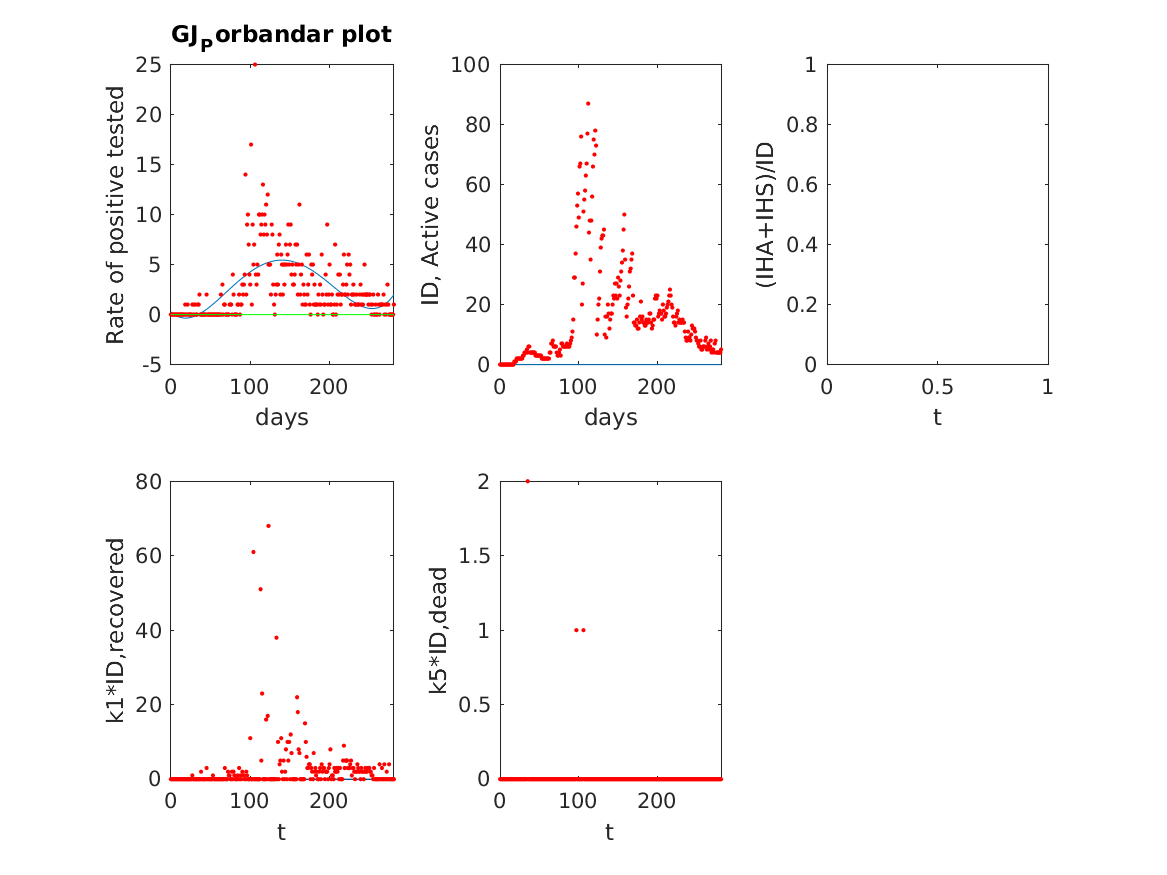 GJ_Porbandar plot
Rate of positive tested
25
20
15
10
5
0
-5
0 100 200
days
ID, Active cases
100
80
60
40
20
0
0 100 200
days
(IHA+IHS)/ID
1
0.8
0.6
0.4
0.2
0
0 0.5 1
t
k1*ID,recovered
80
60
40
20
0
0 100 200
t
k5*ID,dead
2
1.5
1
0.5
0
0 100 200
t